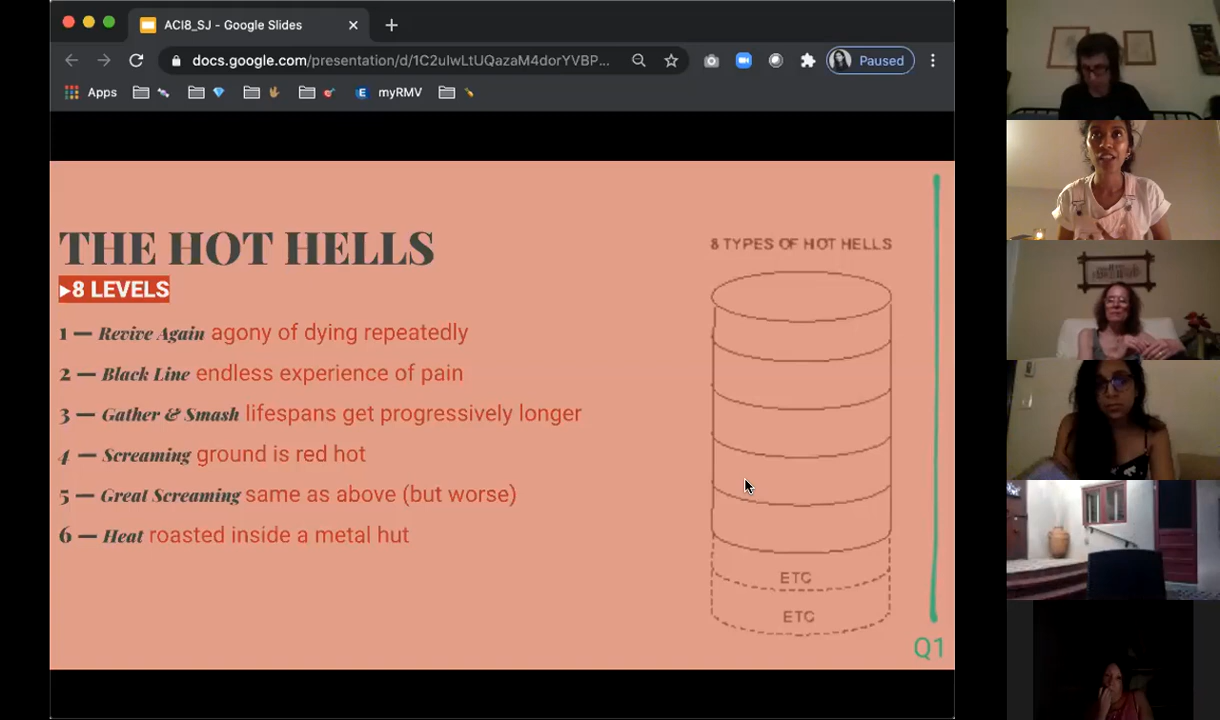 ACI8_SJ - Google Slides
docs.google.com/presentation/d/1C2ulwLtUQazaM4dorYVBP...
Paused
Apps
E myRMV
THE HOT HELLS
▸8 LEVELS
1 — Revive Again agony of dying repeatedly
2 — Black Line endless experience of pain
3 — Gather & Smash lifespans get progressively longer
4 — Screaming ground is red hot
5 — Great Screaming same as above (but worse)
6 — Heat roasted inside a metal hut
8 TYPES OF HOT HELLS
ETC
ETC
Q1